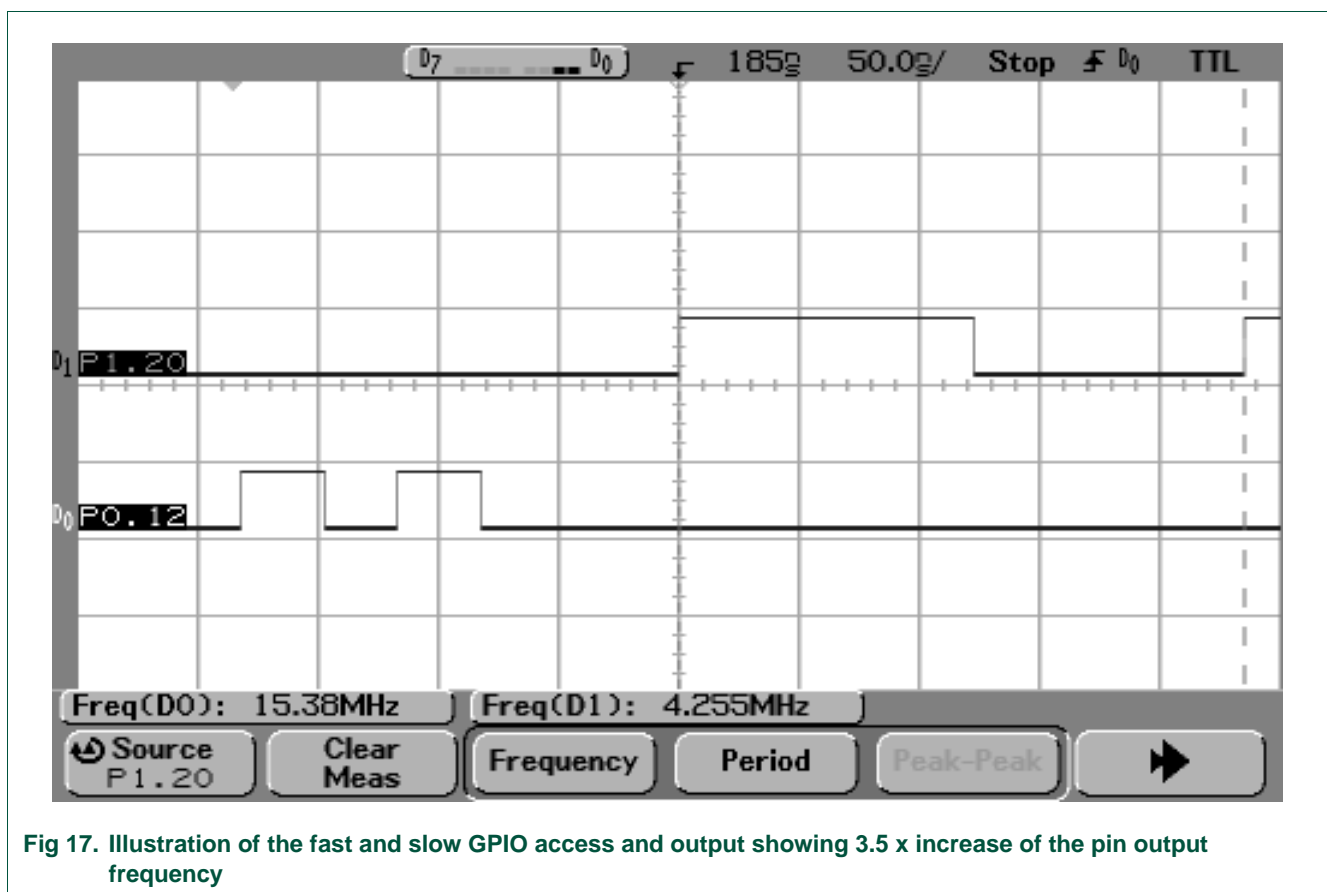 D7 D0 185n 50.0n/ Stop D0 TTL
D1 P1.20
D0 P0.12
Freq(D0): 15.38MHz Freq(D1): 4.255MHz
Source P1.20 Clear Meas Frequency Period Peak-Peak
Fig 17. Illustration of the fast and slow GPIO access and output showing 3.5 x increase of the pin output
frequency